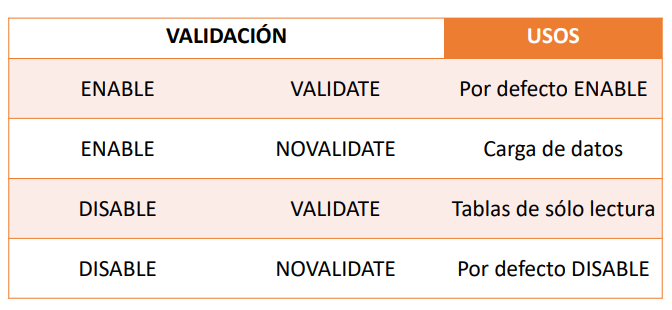 VALIDACIÓN USOS
ENABLE VALIDATE Por defecto ENABLE
ENABLE NOVALIDATE Carga de datos
DISABLE VALIDATE Tablas de sólo lectura
DISABLE NOVALIDATE Por defecto DISABLE